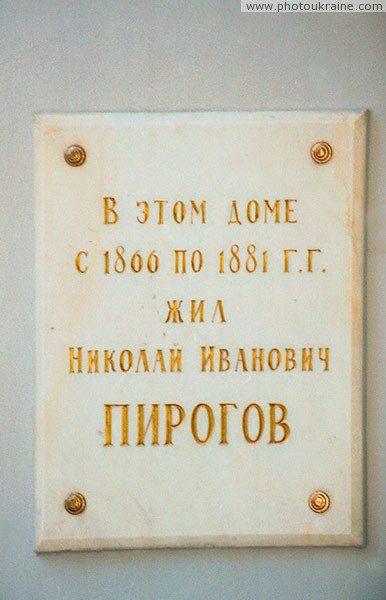 © www.photoukraine.com
В ЭТОМ ДОМЕ
С 1866 ПО 1881 Г.Г.
ЖИЛ
НИКОЛАЙ ИВАНОВИЧ
ПИРОГОВ